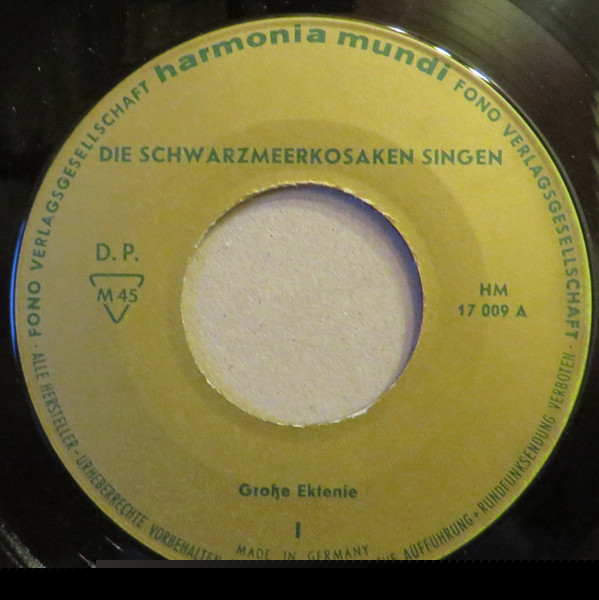 harmonia mundi
FONO VERLAGSGESELLSCHAFT
FONO VERLAGSGESELLSCHAFT
DIE SCHWARZMEERKOSAKEN SINGEN
D. P.
M 45
HM
17 009 A
Große Ektenie
I
MADE IN GERMANY
· ALLE HERSTELLER- URHEBERRECHTE VORBEHALTEN
AUFFÜHRUNG + RUNDFUNKSENDUNG VERBOTEN ·